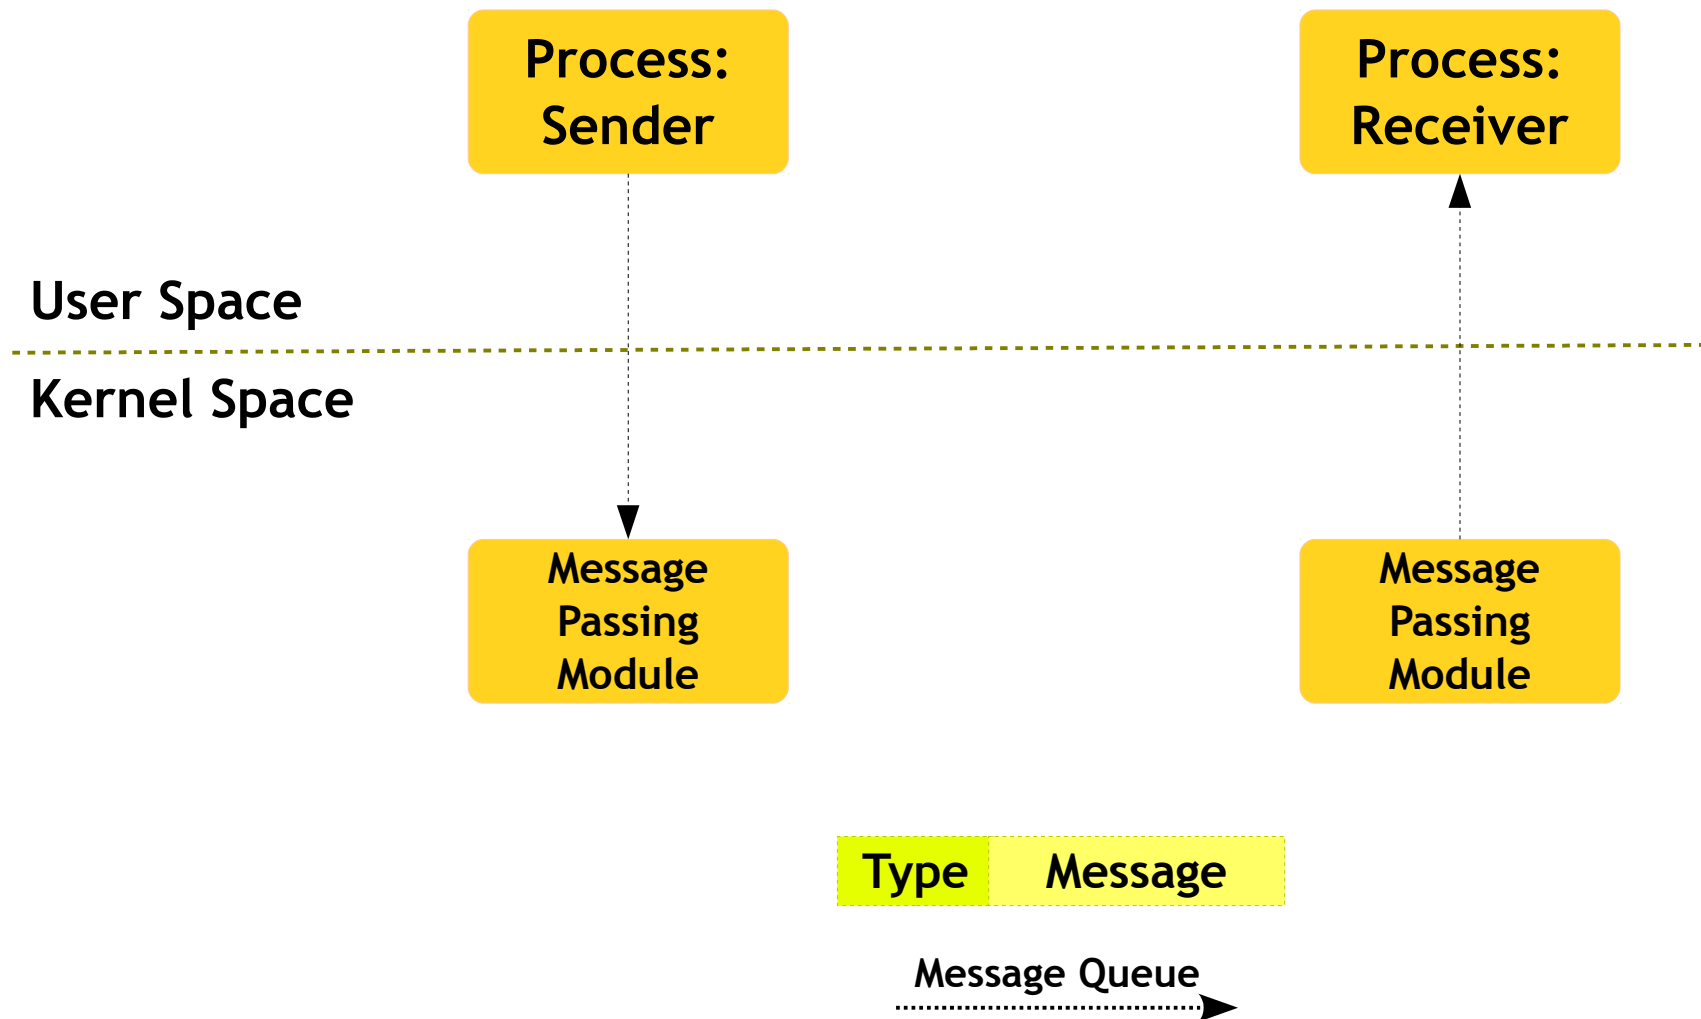 Process:
Sender
Process:
Receiver
User Space
Kernel Space
Message
Passing
Module
Message
Passing
Module
Type Message
Message Queue